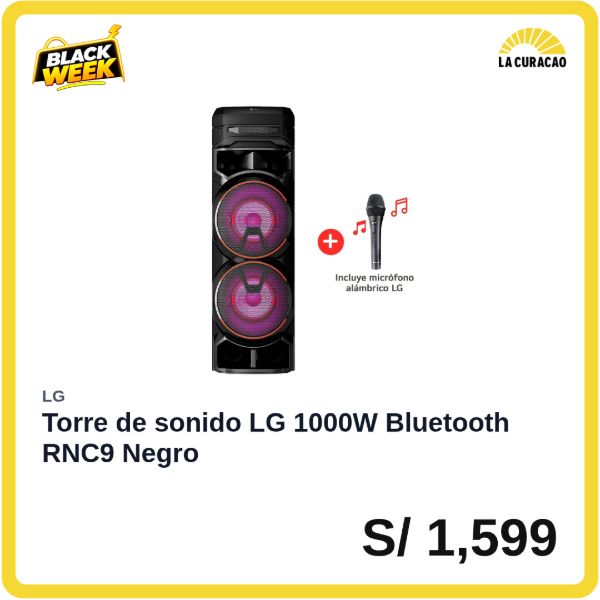 BLACK
WEEK
LA CURACAO
Incluye micrófono
alámbrico LG
LG
Torre de sonido LG 1000W Bluetooth
RNC9 Negro
S/ 1,599